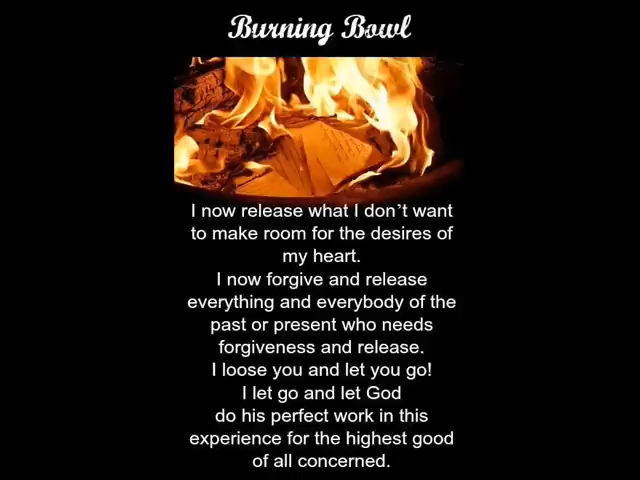 Burning Bowl
I now release what I don't want
to make room for the desires of
my heart.
I now forgive and release
everything and everybody of the
past or present who needs
forgiveness and release.
I loose you and let you go!
I let go and let God
do his perfect work in this
experience for the highest good
of all concerned.